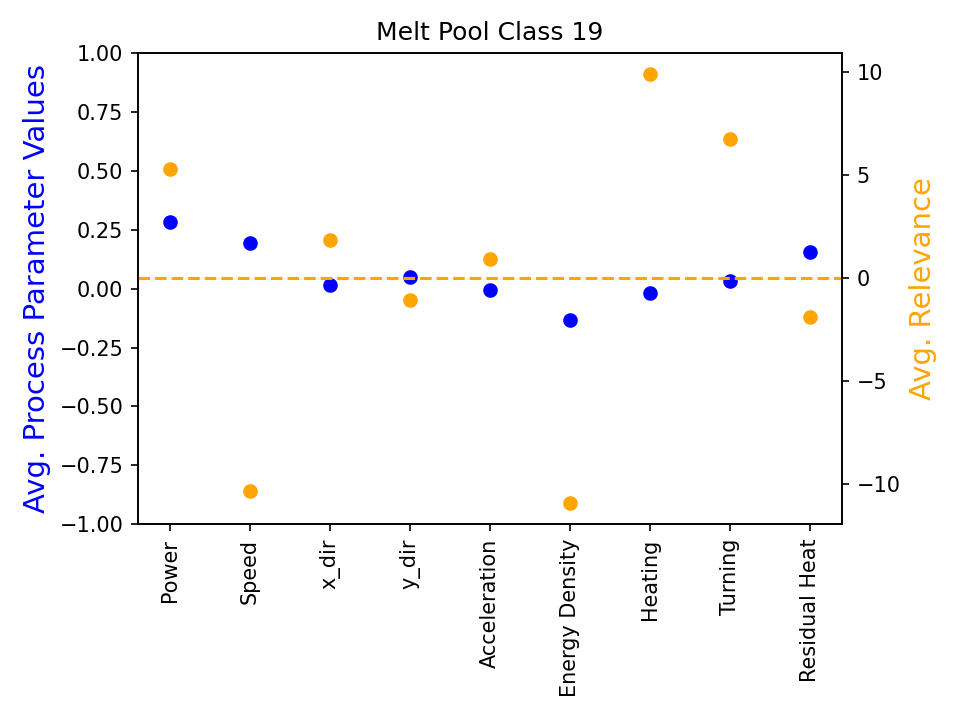 Melt Pool Class 19
Avg. Process Parameter Values
1.00
0.75
0.50
0.25
0.00
−0.25
−0.50
−0.75
−1.00
10
5
0
−5
−10
Avg. Relevance
Power
Speed
x_dir
y_dir
Acceleration
Energy Density
Heating
Turning
Residual Heat